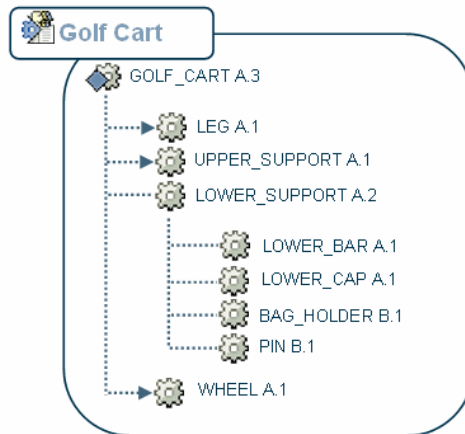 Golf Cart
GOLF_CART A.3
LEG A.1
UPPER_SUPPORT A.1
LOWER_SUPPORT A.2
LOWER_BAR A.1
LOWER_CAP A.1
BAG_HOLDER B.1
PIN B.1
WHEEL A.1